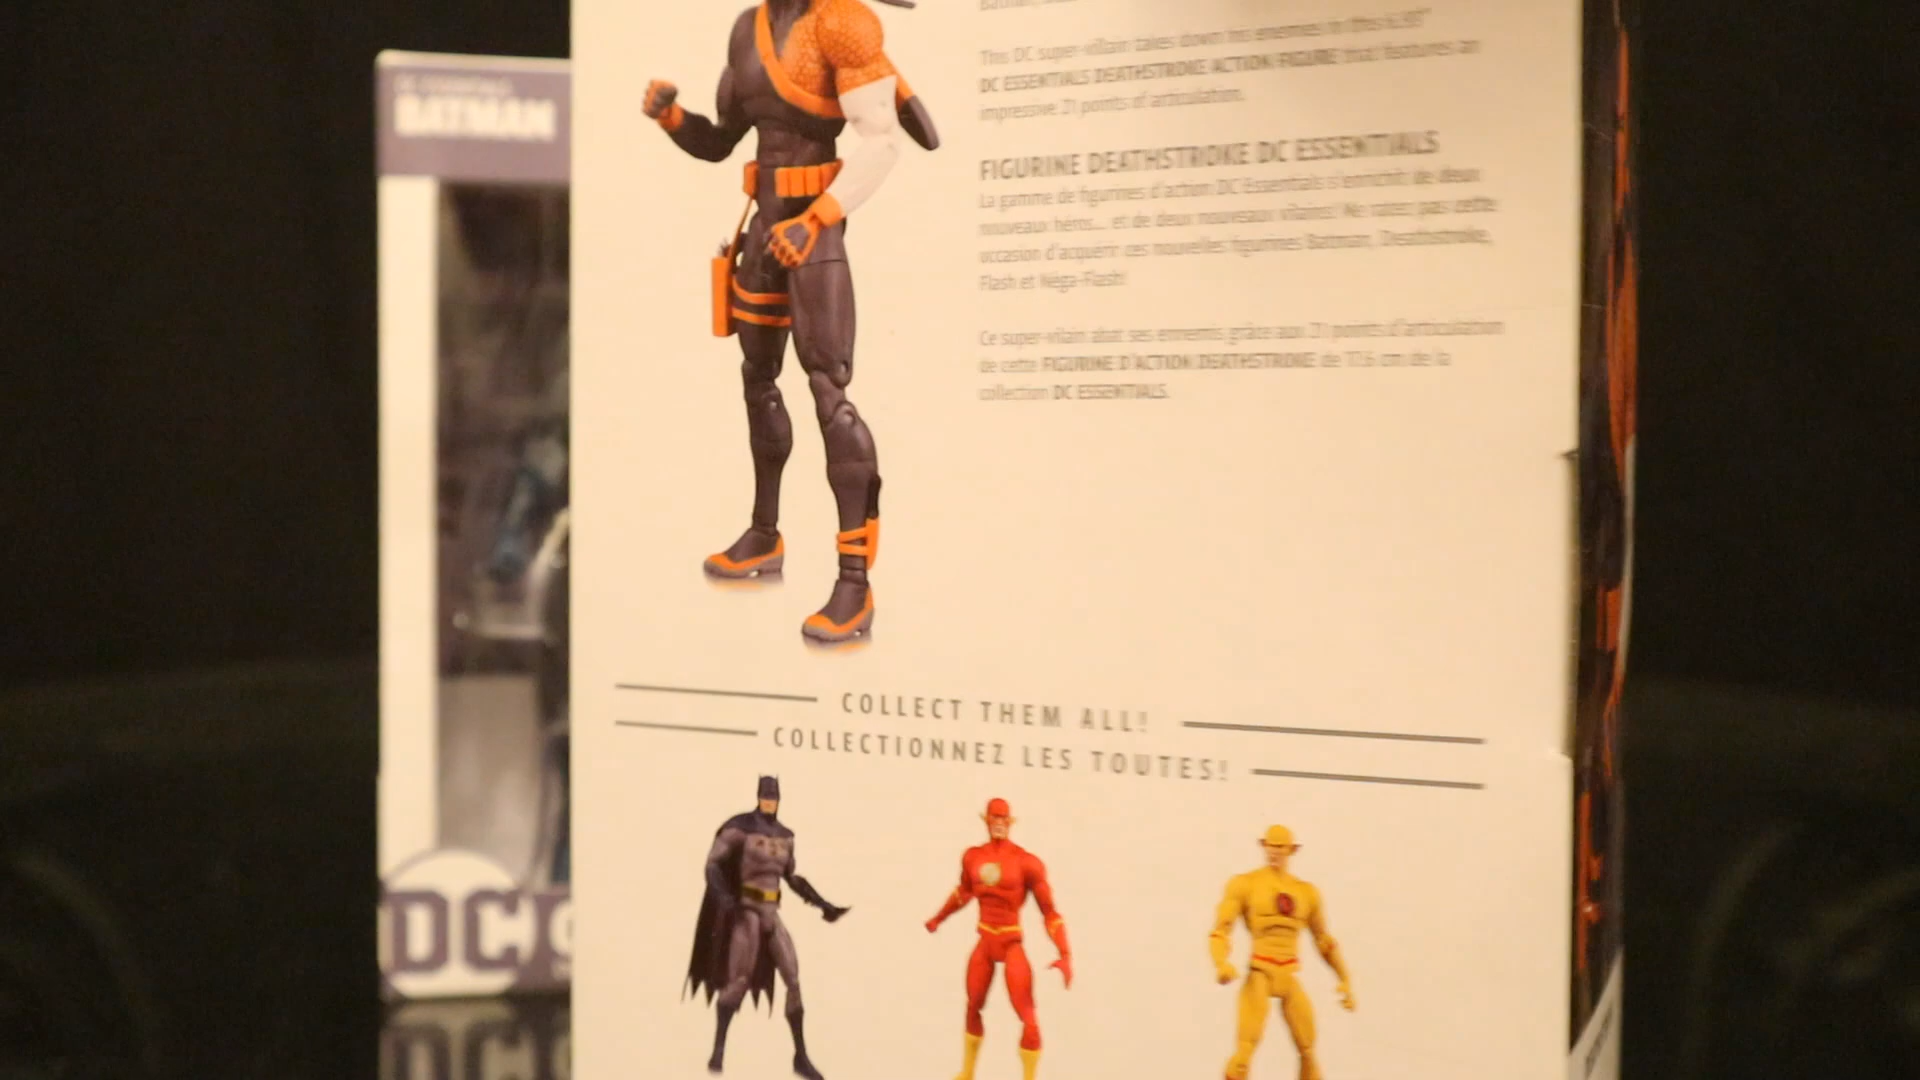 DC ESSENTIALS
BATMAN
Batman,
This DC super-villain takes down his enemies in this 6.93"
DC ESSENTIALS DEATHSTROKE ACTION FIGURE that features an
impressive 21 points of articulation.
FIGURINE DEATHSTROKE DC ESSENTIALS
La gamme de figurines d'action DC Essentials s'enrichit de deux
nouveaux héros... et de deux nouveaux vilains! Ne ratez pas cette
occasion d'acquérir ces nouvelles figurines Batman, Deathstroke,
Flash et Néga-Flash!
Ce super-vilain abat ses ennemis grâce aux 21 points d'articulation
de cette FIGURINE D'ACTION DEATHSTROKE de 17.6 cm de la
collection DC ESSENTIALS.
COLLECT THEM ALL!
COLLECTIONNEZ LES TOUTES!
DC